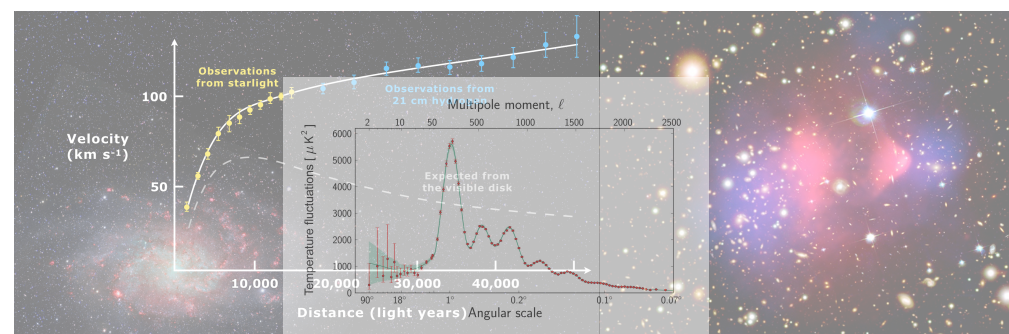 Observations
from starlight
Observations from
21 cm hydrogen
Velocity
(km s⁻¹)
100
50
10,000
20,000
30,000
40,000
Distance (light years)
Expected from
the visible disk
Multipole moment, ℓ
2 10 50 500 1000 1500 2000 2500
Temperature fluctuations [ μK² ]
6000
5000
4000
3000
2000
1000
0
90° 18° 1° 0.2° 0.1° 0.07°
Angular scale